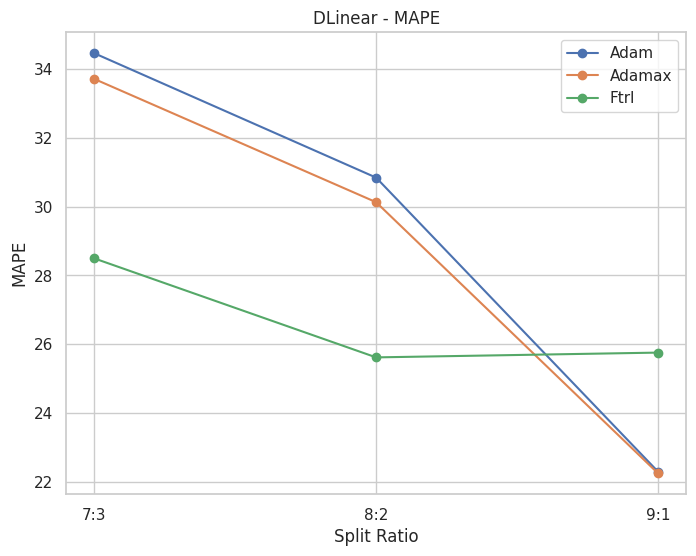 DLinear - MAPE
Adam
Adamax
Ftrl
34
32
30
28
26
24
22
MAPE
7:3
8:2
9:1
Split Ratio